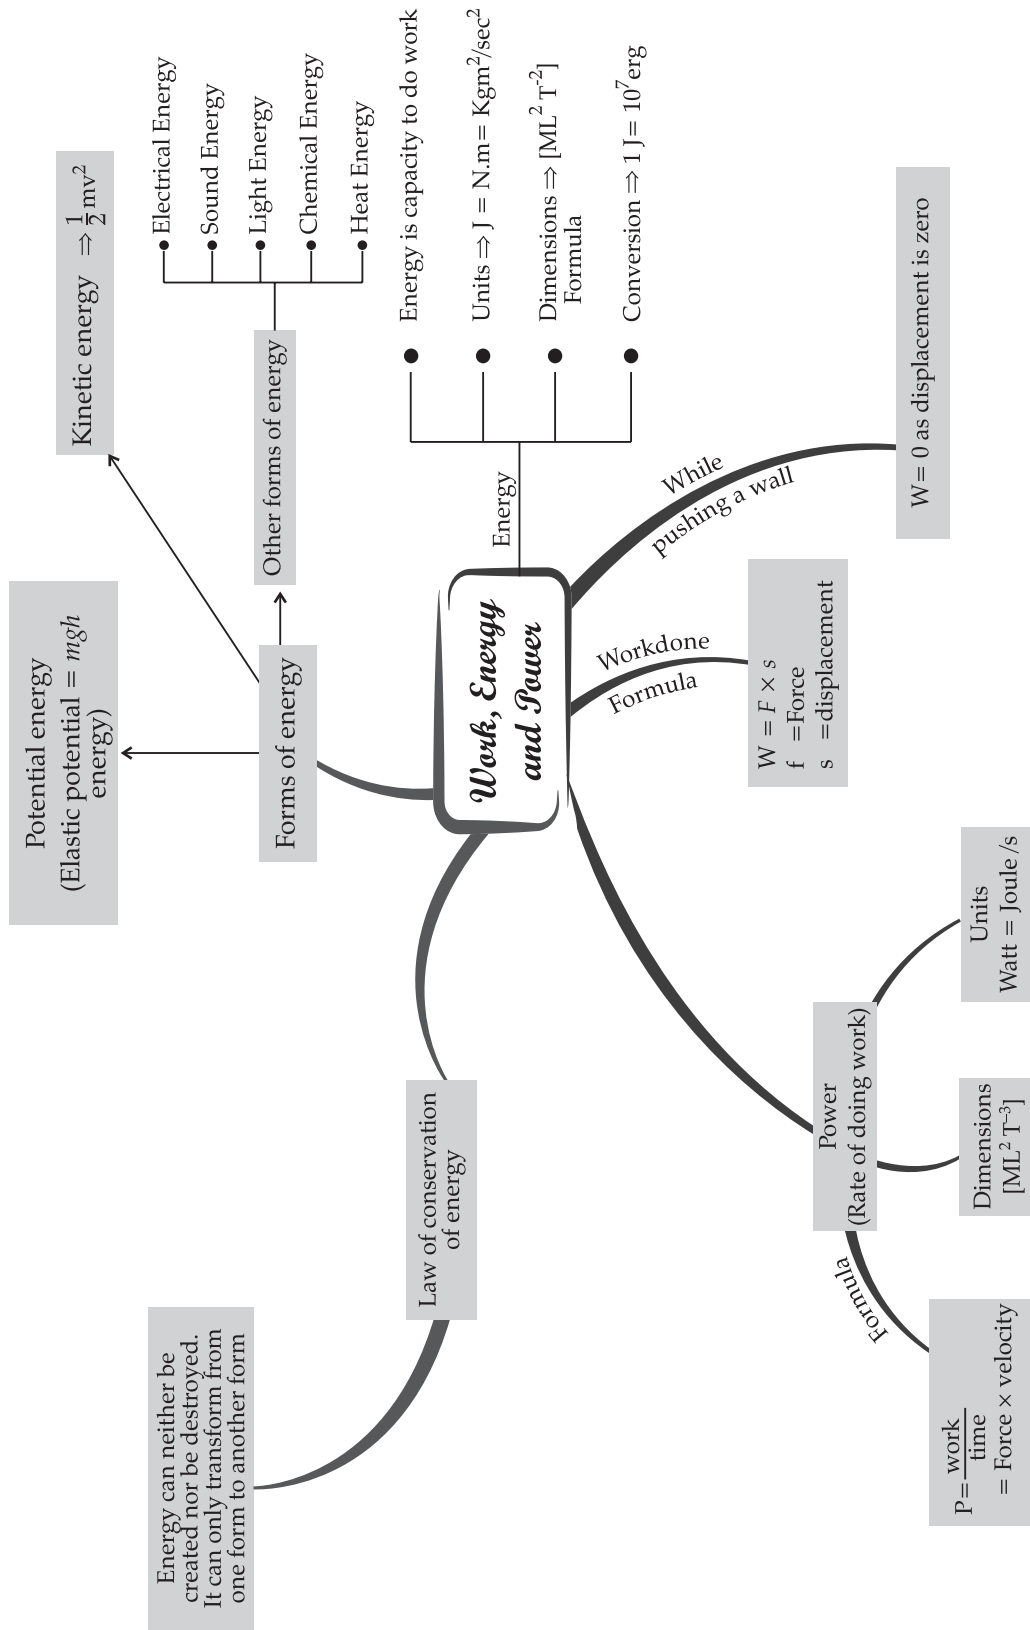 Work, Energy
and Power
Energy
Energy is capacity to do work
Units ⇒ J = N.m= Kgm²/sec²
Dimensions ⇒ [ML² T⁻²]
Formula
Conversion ⇒ 1 J= 10⁷erg
Forms of energy
Potential energy
(Elastic potential = mgh
energy)
Kinetic energy ⇒ 1/2 mv²
Other forms of energy
Electrical Energy
Sound Energy
Light Energy
Chemical Energy
Heat Energy
Law of conservation
of energy
Energy can neither be
created nor be destroyed.
It can only transform from
one form to another form
While
pushing a wall
W= 0 as displacement is zero
Workdone
Formula
W = F × s
f =Force
s =displacement
Power
(Rate of doing work)
Formula
P= work/time
= Force × velocity
Dimensions
[ML² T⁻³]
Units
Watt = Joule /s